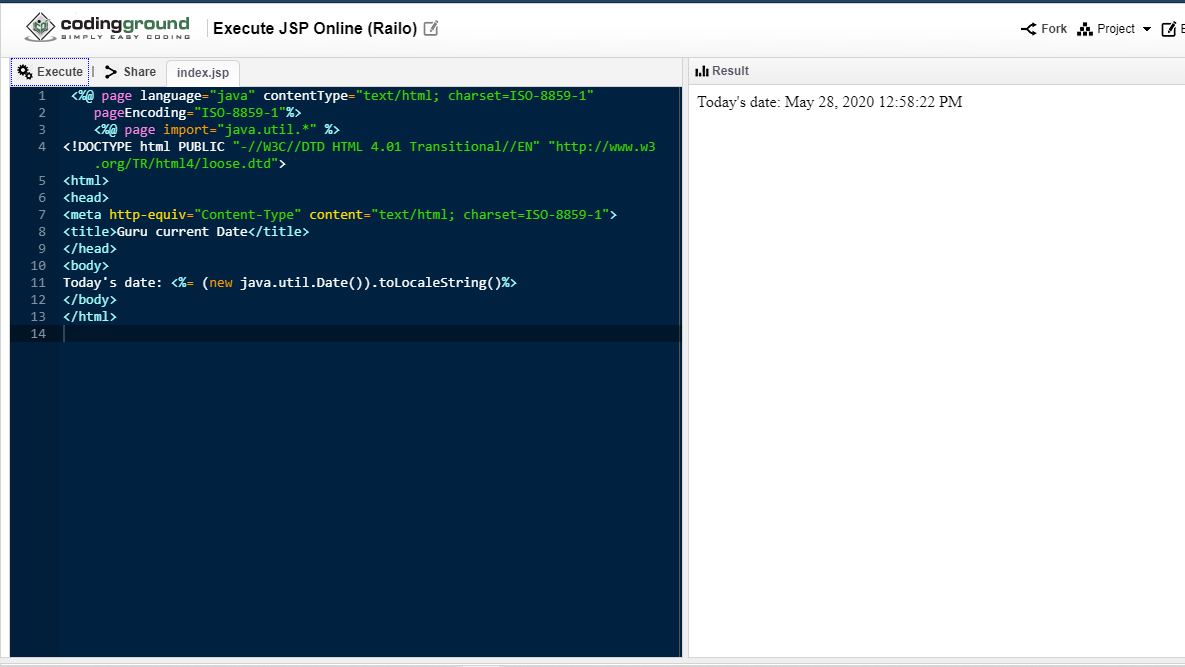 codingground
SIMPLY EASY CODING
Execute JSP Online (Railo)
Fork
Project
Execute | Share index.jsp
Result
1 <%@ page language="java" contentType="text/html; charset=ISO-8859-1"
2 pageEncoding="ISO-8859-1"%>
3 <%@ page import="java.util.*" %>
4 <!DOCTYPE html PUBLIC "-//W3C//DTD HTML 4.01 Transitional//EN" "http://www.w3
.org/TR/html4/loose.dtd">
5 <html>
6 <head>
7 <meta http-equiv="Content-Type" content="text/html; charset=ISO-8859-1">
8 <title>Guru current Date</title>
9 </head>
10 <body>
11 Today's date: <%= (new java.util.Date()).toLocaleString()%>
12 </body>
13 </html>
14
Today's date: May 28, 2020 12:58:22 PM